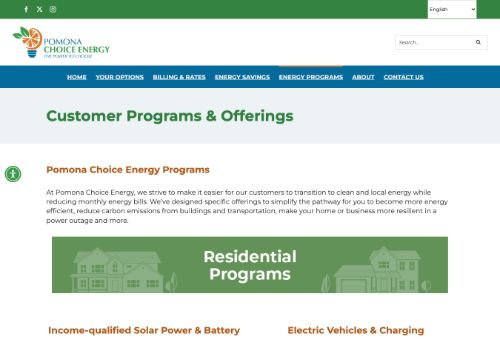 English
POMONA
CHOICE ENERGY
THE POWER TO CHOOSE
Search...
HOME YOUR OPTIONS BILLING & RATES ENERGY SAVINGS ENERGY PROGRAMS ABOUT CONTACT US
Customer Programs & Offerings
Pomona Choice Energy Programs
At Pomona Choice Energy, we strive to make it easier for our customers to transition to clean and local energy while
reducing monthly energy bills. We've designed specific offerings to simplify the pathway for you to become more energy
efficient, reduce carbon emissions from buildings and transportation, make your home or business more resilient in a
power outage and more.
Residential
Programs
Income-qualified Solar Power & Battery
Electric Vehicles & Charging